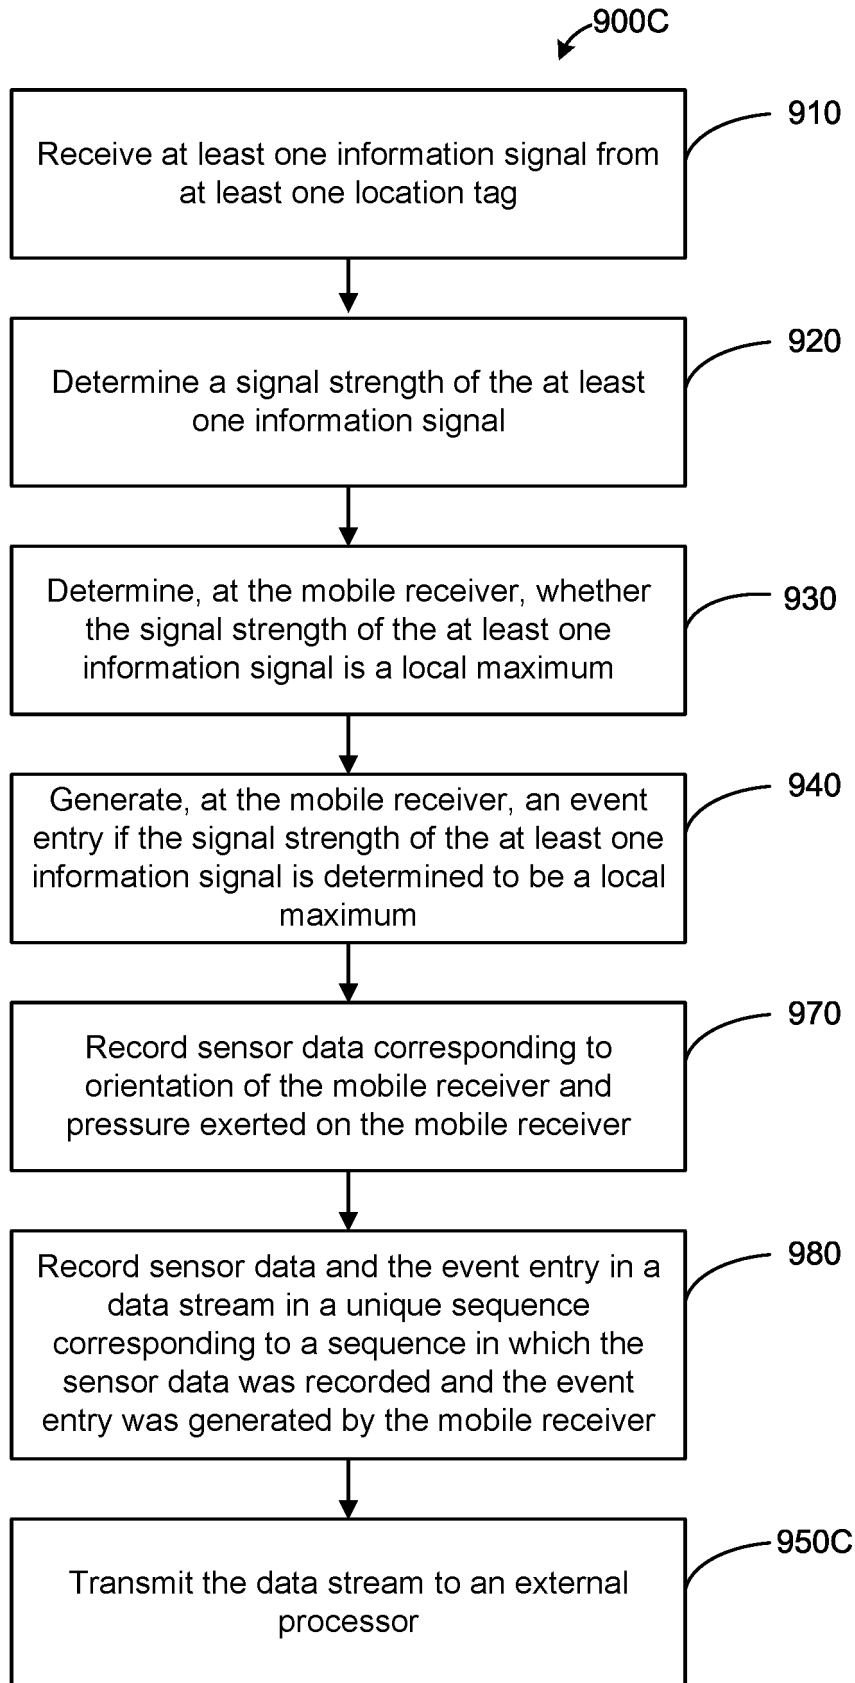 900C
910
Receive at least one information signal from
at least one location tag
920
Determine a signal strength of the at least
one information signal
930
Determine, at the mobile receiver, whether
the signal strength of the at least one
information signal is a local maximum
940
Generate, at the mobile receiver, an event
entry if the signal strength of the at least one
information signal is determined to be a local
maximum
970
Record sensor data corresponding to
orientation of the mobile receiver and
pressure exerted on the mobile receiver
980
Record sensor data and the event entry in a
data stream in a unique sequence
corresponding to a sequence in which the
sensor data was recorded and the event
entry was generated by the mobile receiver
950C
Transmit the data stream to an external
processor